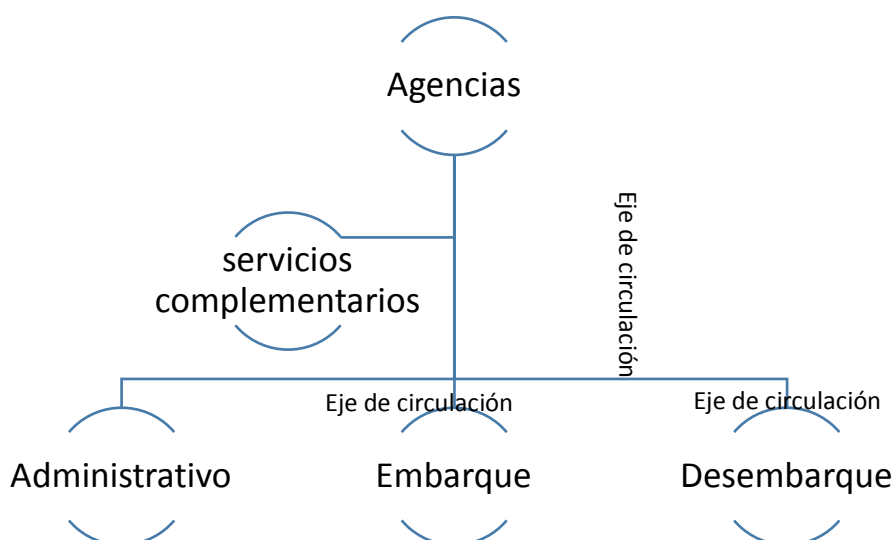 Agencias
Eje de circulación
servicios
complementarios
Eje de circulación
Eje de circulación
Administrativo
Embarque
Desembarque